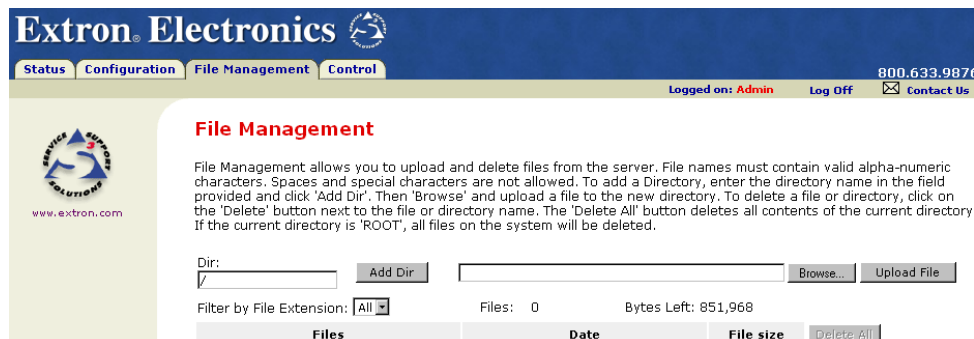 Extron® Electronics
Status Configuration File Management Control
800.633.9876
Logged on: Admin Log Off Contact Us
SERVICE SUPPORT SOLUTIONS
S3
www.extron.com
File Management
File Management allows you to upload and delete files from the server. File names must contain valid alpha-numeric
characters. Spaces and special characters are not allowed. To add a Directory, enter the directory name in the field
provided and click 'Add Dir'. Then 'Browse' and upload a file to the new directory. To delete a file or directory, click on
the 'Delete' button next to the file or directory name. The 'Delete All' button deletes all contents of the current directory
If the current directory is 'ROOT', all files on the system will be deleted.
Dir:
/ Add Dir Browse... Upload File
Filter by File Extension: All Files: 0 Bytes Left: 851,968
Files Date File size Delete All